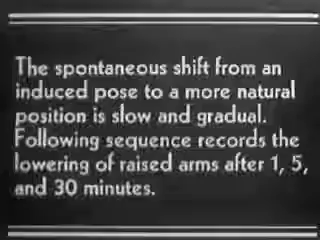 The spontaneous shift from an
induced pose to a more natural
position is slow and gradual.
Following sequence records the
lowering of raised arms after 1, 5,
and 30 minutes.